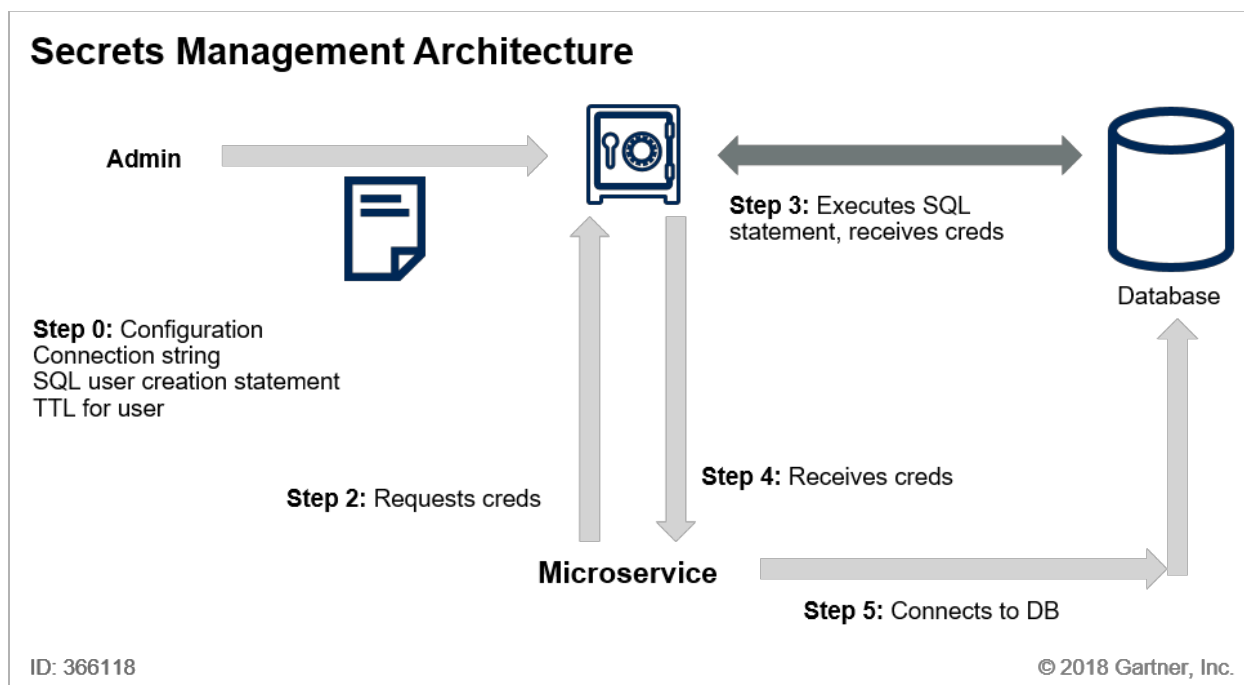 Secrets Management Architecture
Admin
Step 3: Executes SQL
statement, receives creds
Database
Step 0: Configuration
Connection string
SQL user creation statement
TTL for user
Step 2: Requests creds
Step 4: Receives creds
Microservice
Step 5: Connects to DB
ID: 366118
© 2018 Gartner, Inc.